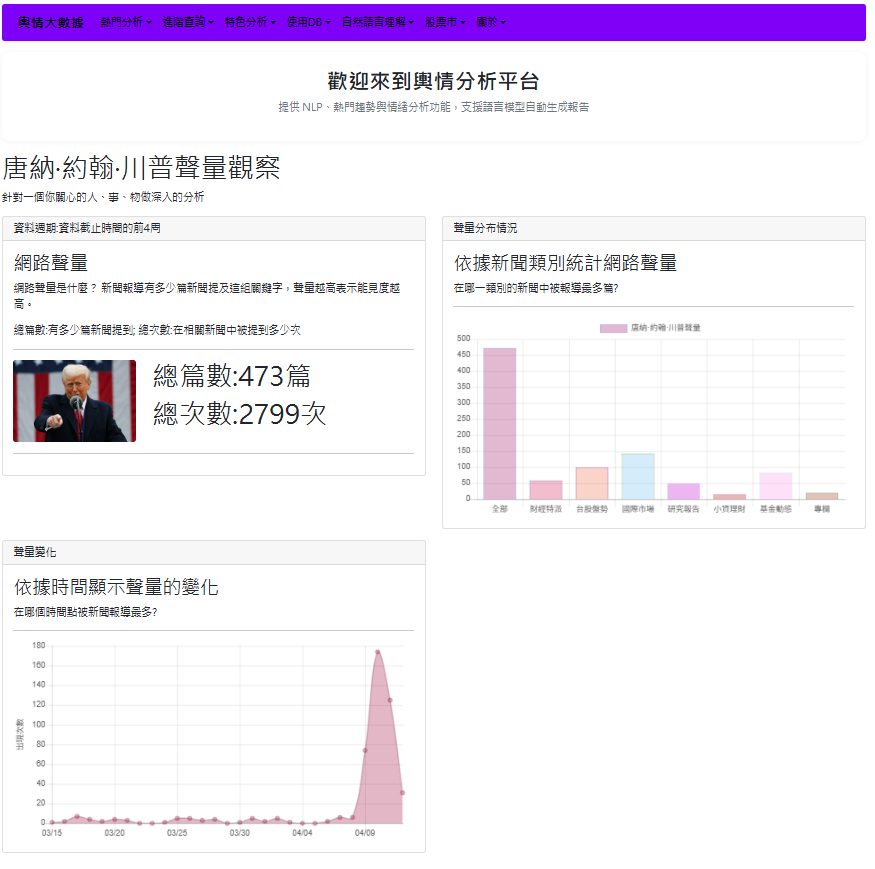 輿情大數據 熱門分析 進階查詢 特色分析 使用DB 自然語言理解 股票市 關於
歡迎來到輿情分析平台
提供 NLP、熱門趨勢與情緒分析功能，支援語言模型自動生成報告
唐納·約翰·川普聲量觀察
針對一個你關心的人、事、物做深入的分析
資料週期:資料截止時間的前4周
網路聲量
網路聲量是什麼？ 新聞報導有多少篇新聞提及這組關鍵字，聲量越高表示能見度越
高。
總篇數:有多少篇新聞提到; 總次數:在相關新聞中被提到多少次
總篇數:473篇
總次數:2799次
聲量分布情況
依據新聞類別統計網路聲量
在哪一類別的新聞中被報導最多篇?
唐納·約翰·川普聲量
500
450
400
350
300
250
200
150
100
50
0
全部 財經特派 台股盤勢 國際市場 研究報告 小資理財 基金動態 專欄
聲量變化
依據時間顯示聲量的變化
在哪個時間點被新聞報導最多?
出現次數
180
160
140
120
100
80
60
40
20
0
03/15 03/20 03/25 03/30 04/04 04/09